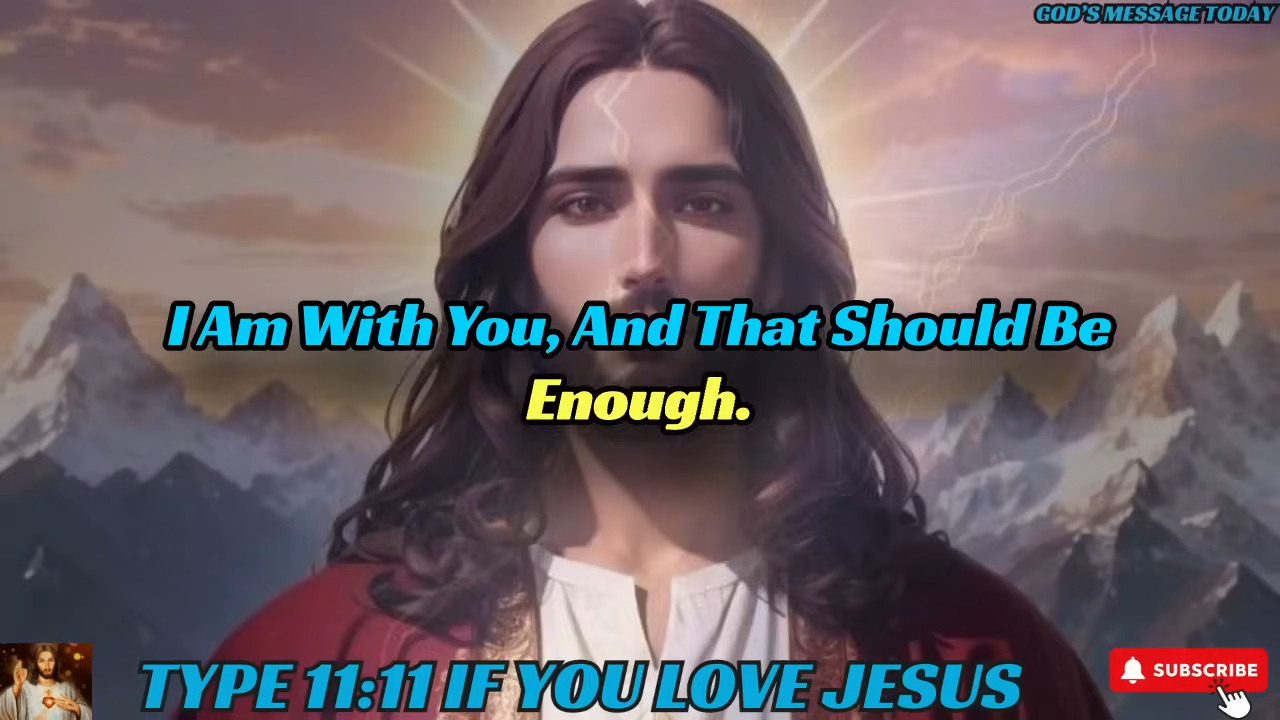 GOD'S MESSAGE TODAY
I Am With You, And That Should Be
Enough.
TYPE 11:11 IF YOU LOVE JESUS
SUBSCRIBE